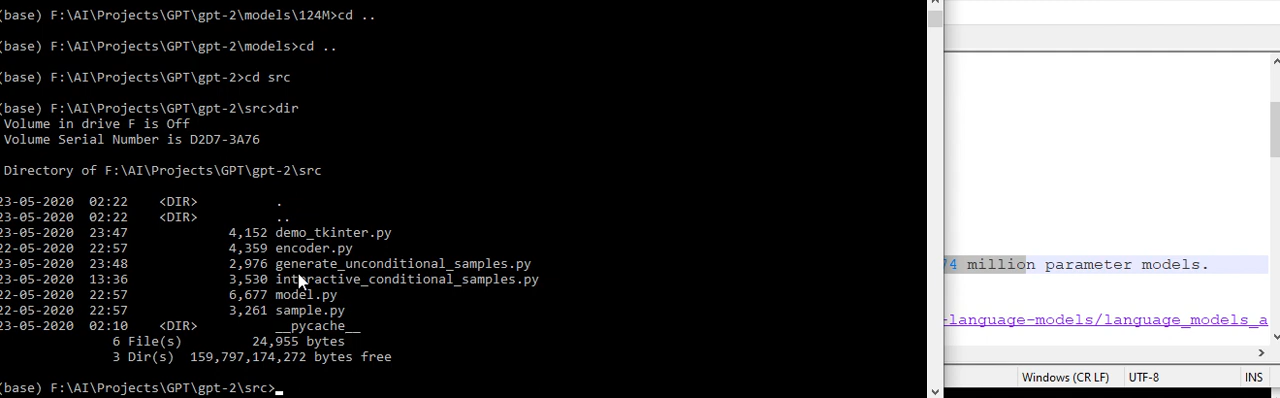 (base) F:\AI\Projects\GPT\gpt-2\models\124M>cd ..
(base) F:\AI\Projects\GPT\gpt-2\models>cd ..
(base) F:\AI\Projects\GPT\gpt-2>cd src
(base) F:\AI\Projects\GPT\gpt-2\src>dir
Volume in drive F is Off
Volume Serial Number is D2D7-3A76
Directory of F:\AI\Projects\GPT\gpt-2\src
23-05-2020 02:22 <DIR> .
23-05-2020 02:22 <DIR> ..
23-05-2020 23:47 4,152 demo_tkinter.py
22-05-2020 22:57 4,359 encoder.py
23-05-2020 23:48 2,976 generate_unconditional_samples.py
23-05-2020 13:36 3,530 interactive_conditional_samples.py
22-05-2020 22:57 6,677 model.py
22-05-2020 22:57 3,261 sample.py
23-05-2020 02:10 <DIR> __pycache__
6 File(s) 24,955 bytes
3 Dir(s) 159,797,174,272 bytes free
(base) F:\AI\Projects\GPT\gpt-2\src>
74 million parameter models.
-language-models/language_models_a
Windows (CR LF) UTF-8 INS